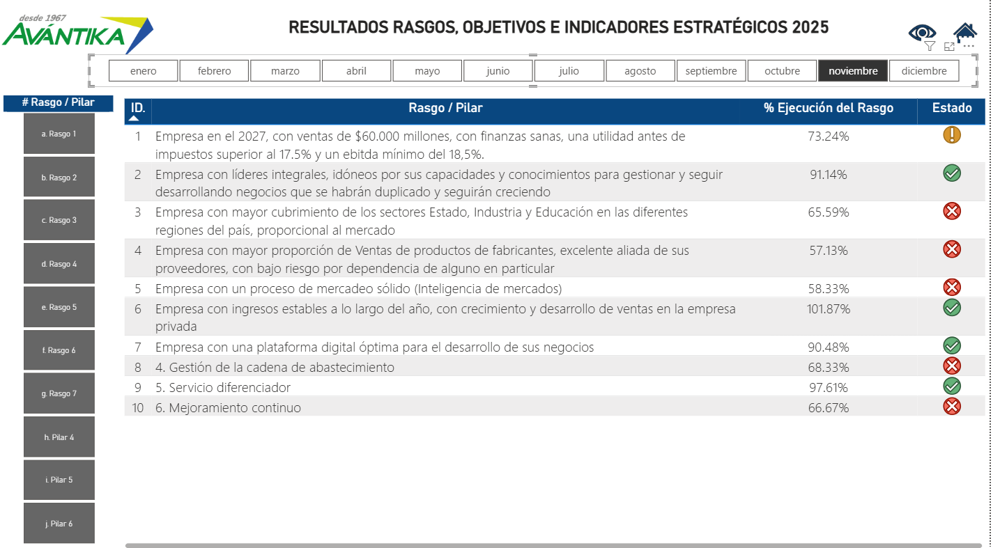 desde 1967
AVÁNTIKA
RESULTADOS RASGOS, OBJETIVOS E INDICADORES ESTRATÉGICOS 2025
enero febrero marzo abril mayo junio julio agosto septiembre octubre noviembre diciembre
# Rasgo / Pilar
a. Rasgo 1
b. Rasgo 2
c. Rasgo 3
d. Rasgo 4
e. Rasgo 5
f. Rasgo 6
g. Rasgo 7
h. Pilar 4
i. Pilar 5
j. Pilar 6
ID. Rasgo / Pilar % Ejecución del Rasgo Estado
1 Empresa en el 2027, con ventas de $60.000 millones, con finanzas sanas, una utilidad antes de 73.24%
impuestos superior al 17.5% y un ebitda mínimo del 18,5%.
2 Empresa con líderes integrales, idóneos por sus capacidades y conocimientos para gestionar y seguir 91.14%
desarrollando negocios que se habrán duplicado y seguirán creciendo
3 Empresa con mayor cubrimiento de los sectores Estado, Industria y Educación en las diferentes 65.59%
regiones del país, proporcional al mercado
4 Empresa con mayor proporción de Ventas de productos de fabricantes, excelente aliada de sus 57.13%
proveedores, con bajo riesgo por dependencia de alguno en particular
5 Empresa con un proceso de mercadeo sólido (Inteligencia de mercados) 58.33%
6 Empresa con ingresos estables a lo largo del año, con crecimiento y desarrollo de ventas en la empresa 101.87%
privada
7 Empresa con una plataforma digital óptima para el desarrollo de sus negocios 90.48%
8 4. Gestión de la cadena de abastecimiento 68.33%
9 5. Servicio diferenciador 97.61%
10 6. Mejoramiento continuo 66.67%